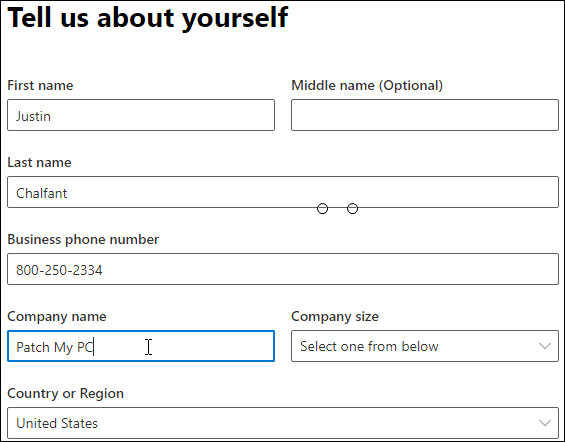 Tell us about yourself
First name Middle name (Optional)
Justin
Last name
Chalfant
Business phone number
800-250-2334
Company name Company size
Patch My PC Select one from below
Country or Region
United States